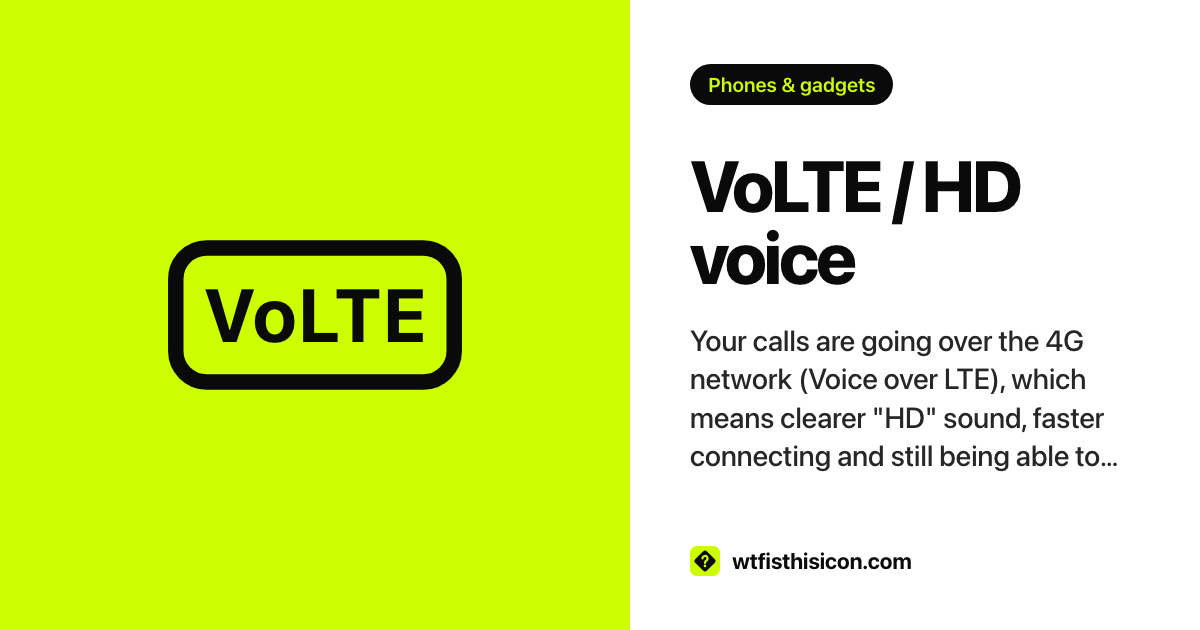 VoLTE
Phones & gadgets
VoLTE / HD
voice
Your calls are going over the 4G
network (Voice over LTE), which
means clearer "HD" sound, faster
connecting and still being able to...
?
wtfisthisicon.com